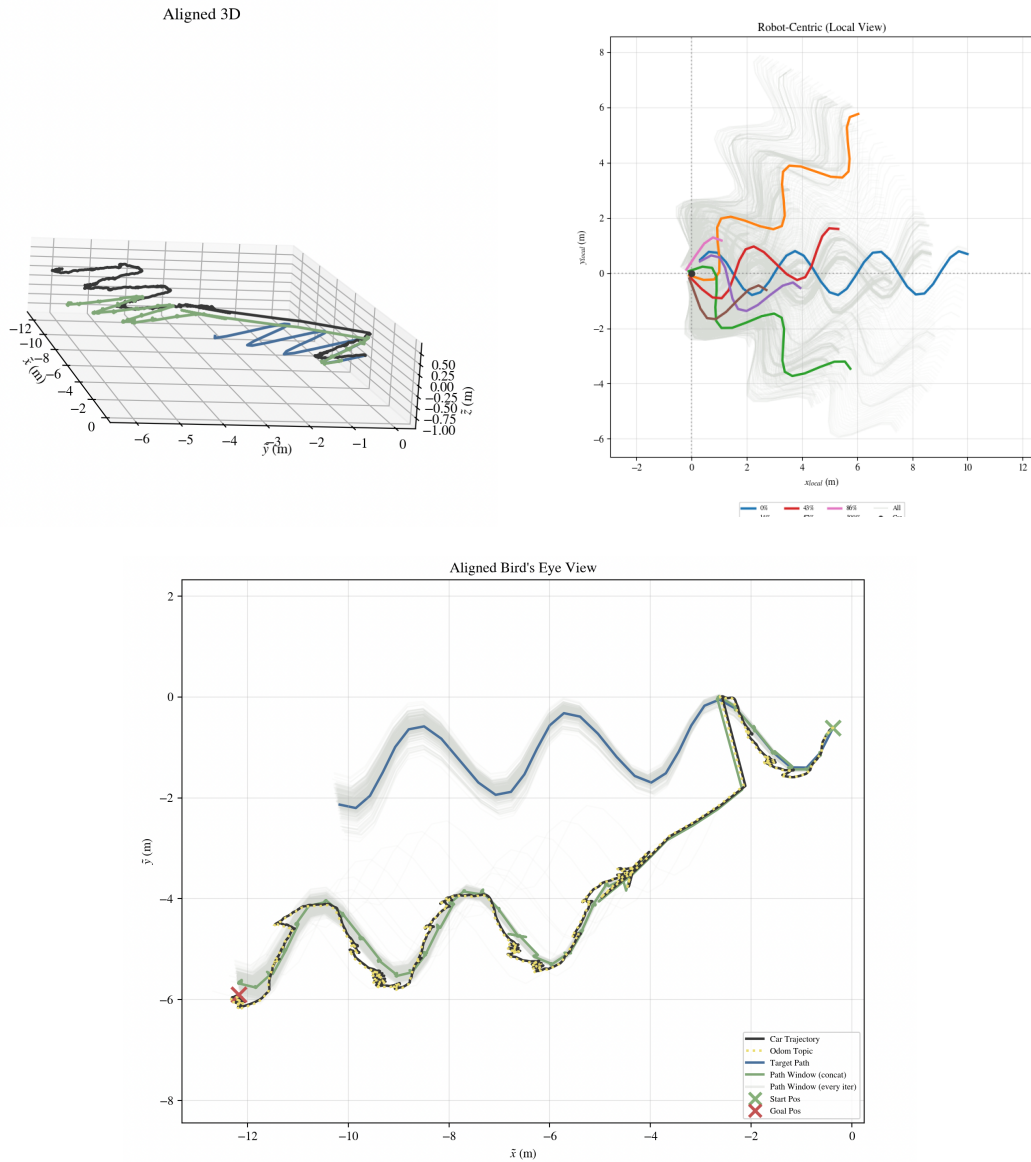 Aligned 3D
−12
−10
−8
−6
−4
−2
0
x̃ (m)
−6
−5
−4
−3
−2
−1
0
ỹ (m)
0.50
0.25
0.00
−0.25
−0.50
−0.75
−1.00
z̃ (m)
Robot-Centric (Local View)
8
6
4
2
0
−2
−4
−6
y_local (m)
−2
0
2
4
6
8
10
12
x_local (m)
0% 43% 86% All
Aligned Bird's Eye View
2
0
−2
−4
−6
−8
ỹ (m)
−12
−10
−8
−6
−4
−2
0
x̃ (m)
Car Trajectory
Odom Topic
Target Path
Path Window (concat)
Path Window (every iter)
Start Pos
Goal Pos